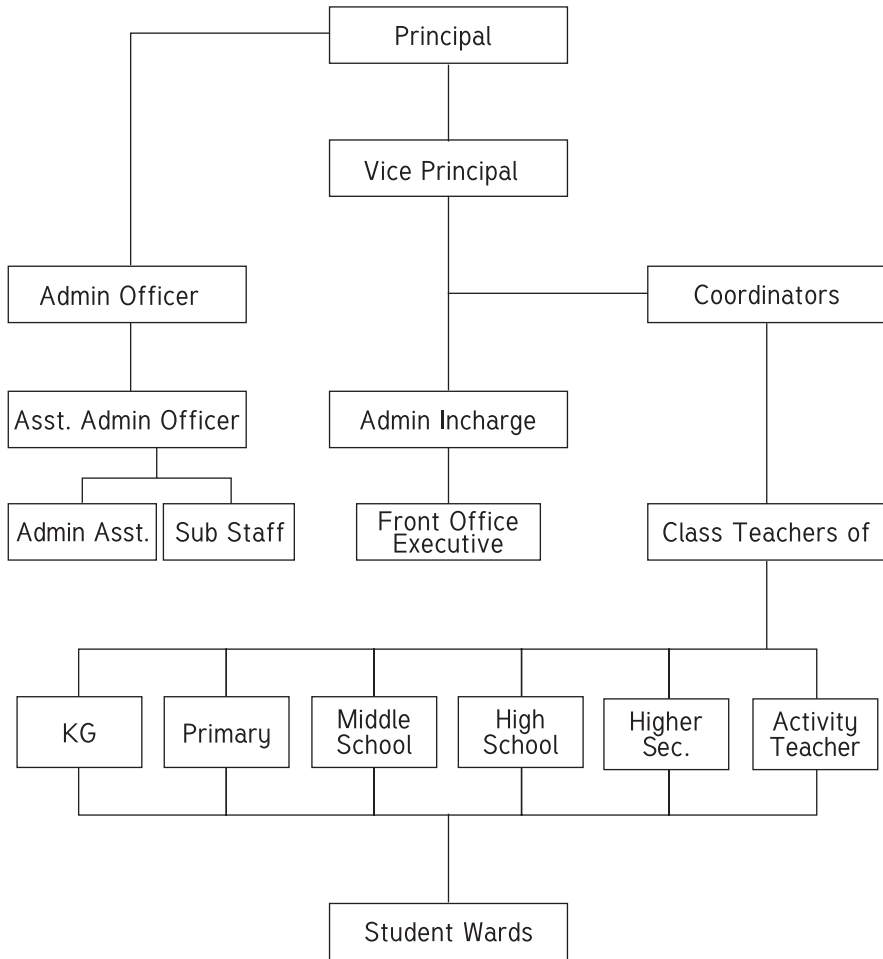 Principal
Vice Principal
Admin Officer
Coordinators
Asst. Admin Officer
Admin Incharge
Admin Asst.
Sub Staff
Front Office
Executive
Class Teachers of
KG
Primary
Middle
School
High
School
Higher
Sec.
Activity
Teacher
Student Wards